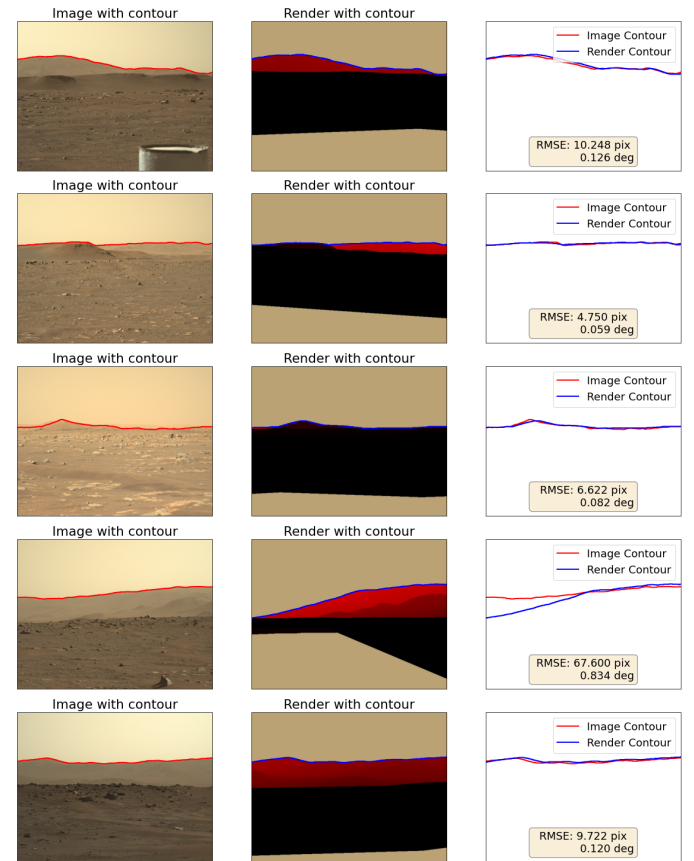 Image with contour
Render with contour
Image Contour
Render Contour
RMSE: 10.248 pix
0.126 deg
Image with contour
Render with contour
Image Contour
Render Contour
RMSE: 4.750 pix
0.059 deg
Image with contour
Render with contour
Image Contour
Render Contour
RMSE: 6.622 pix
0.082 deg
Image with contour
Render with contour
Image Contour
Render Contour
RMSE: 67.600 pix
0.834 deg
Image with contour
Render with contour
Image Contour
Render Contour
RMSE: 9.722 pix
0.120 deg